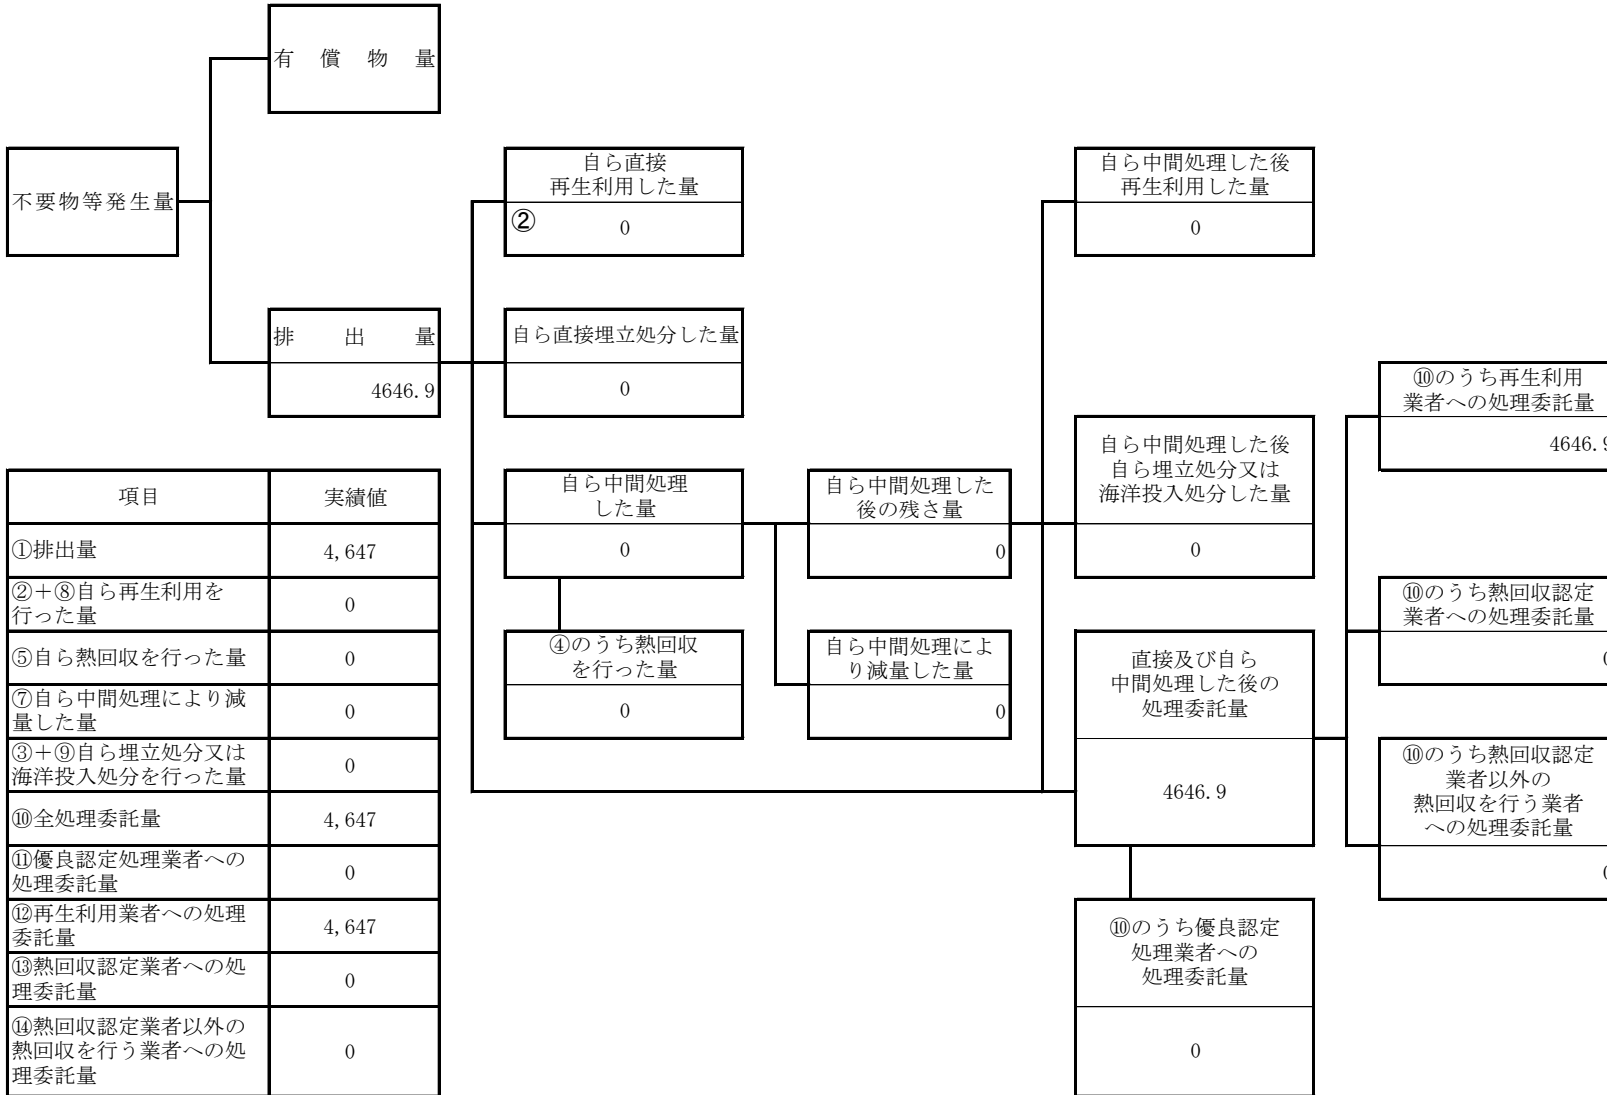 有償物量
不要物等発生量
自ら直接
再生利用した量
②
0
自ら中間処理した後
再生利用した量
0
排出量
4646.9
自ら直接埋立処分した量
0
⑩のうち再生利用
業者への処理委託量
4646.9
自ら中間処理
した量
0
自ら中間処理した
後の残さ量
0
自ら中間処理した後
自ら埋立処分又は
海洋投入処分した量
0
④のうち熱回収
を行った量
0
自ら中間処理によ
り減量した量
0
直接及び自ら
中間処理した後の
処理委託量
4646.9
⑩のうち熱回収認定
業者への処理委託量
0
⑩のうち熱回収認定
業者以外の
熱回収を行う業者
への処理委託量
0
⑩のうち優良認定
処理業者への
処理委託量
0
項目 実績値
①排出量 4,647
②＋⑧自ら再生利用を
行った量 0
⑤自ら熱回収を行った量 0
⑦自ら中間処理により減
量した量 0
③＋⑨自ら埋立処分又は
海洋投入処分を行った量 0
⑩全処理委託量 4,647
⑪優良認定処理業者への
処理委託量 0
⑫再生利用業者への処理
委託量 4,647
⑬熱回収認定業者への処
理委託量 0
⑭熱回収認定業者以外の
熱回収を行う業者への処
理委託量 0